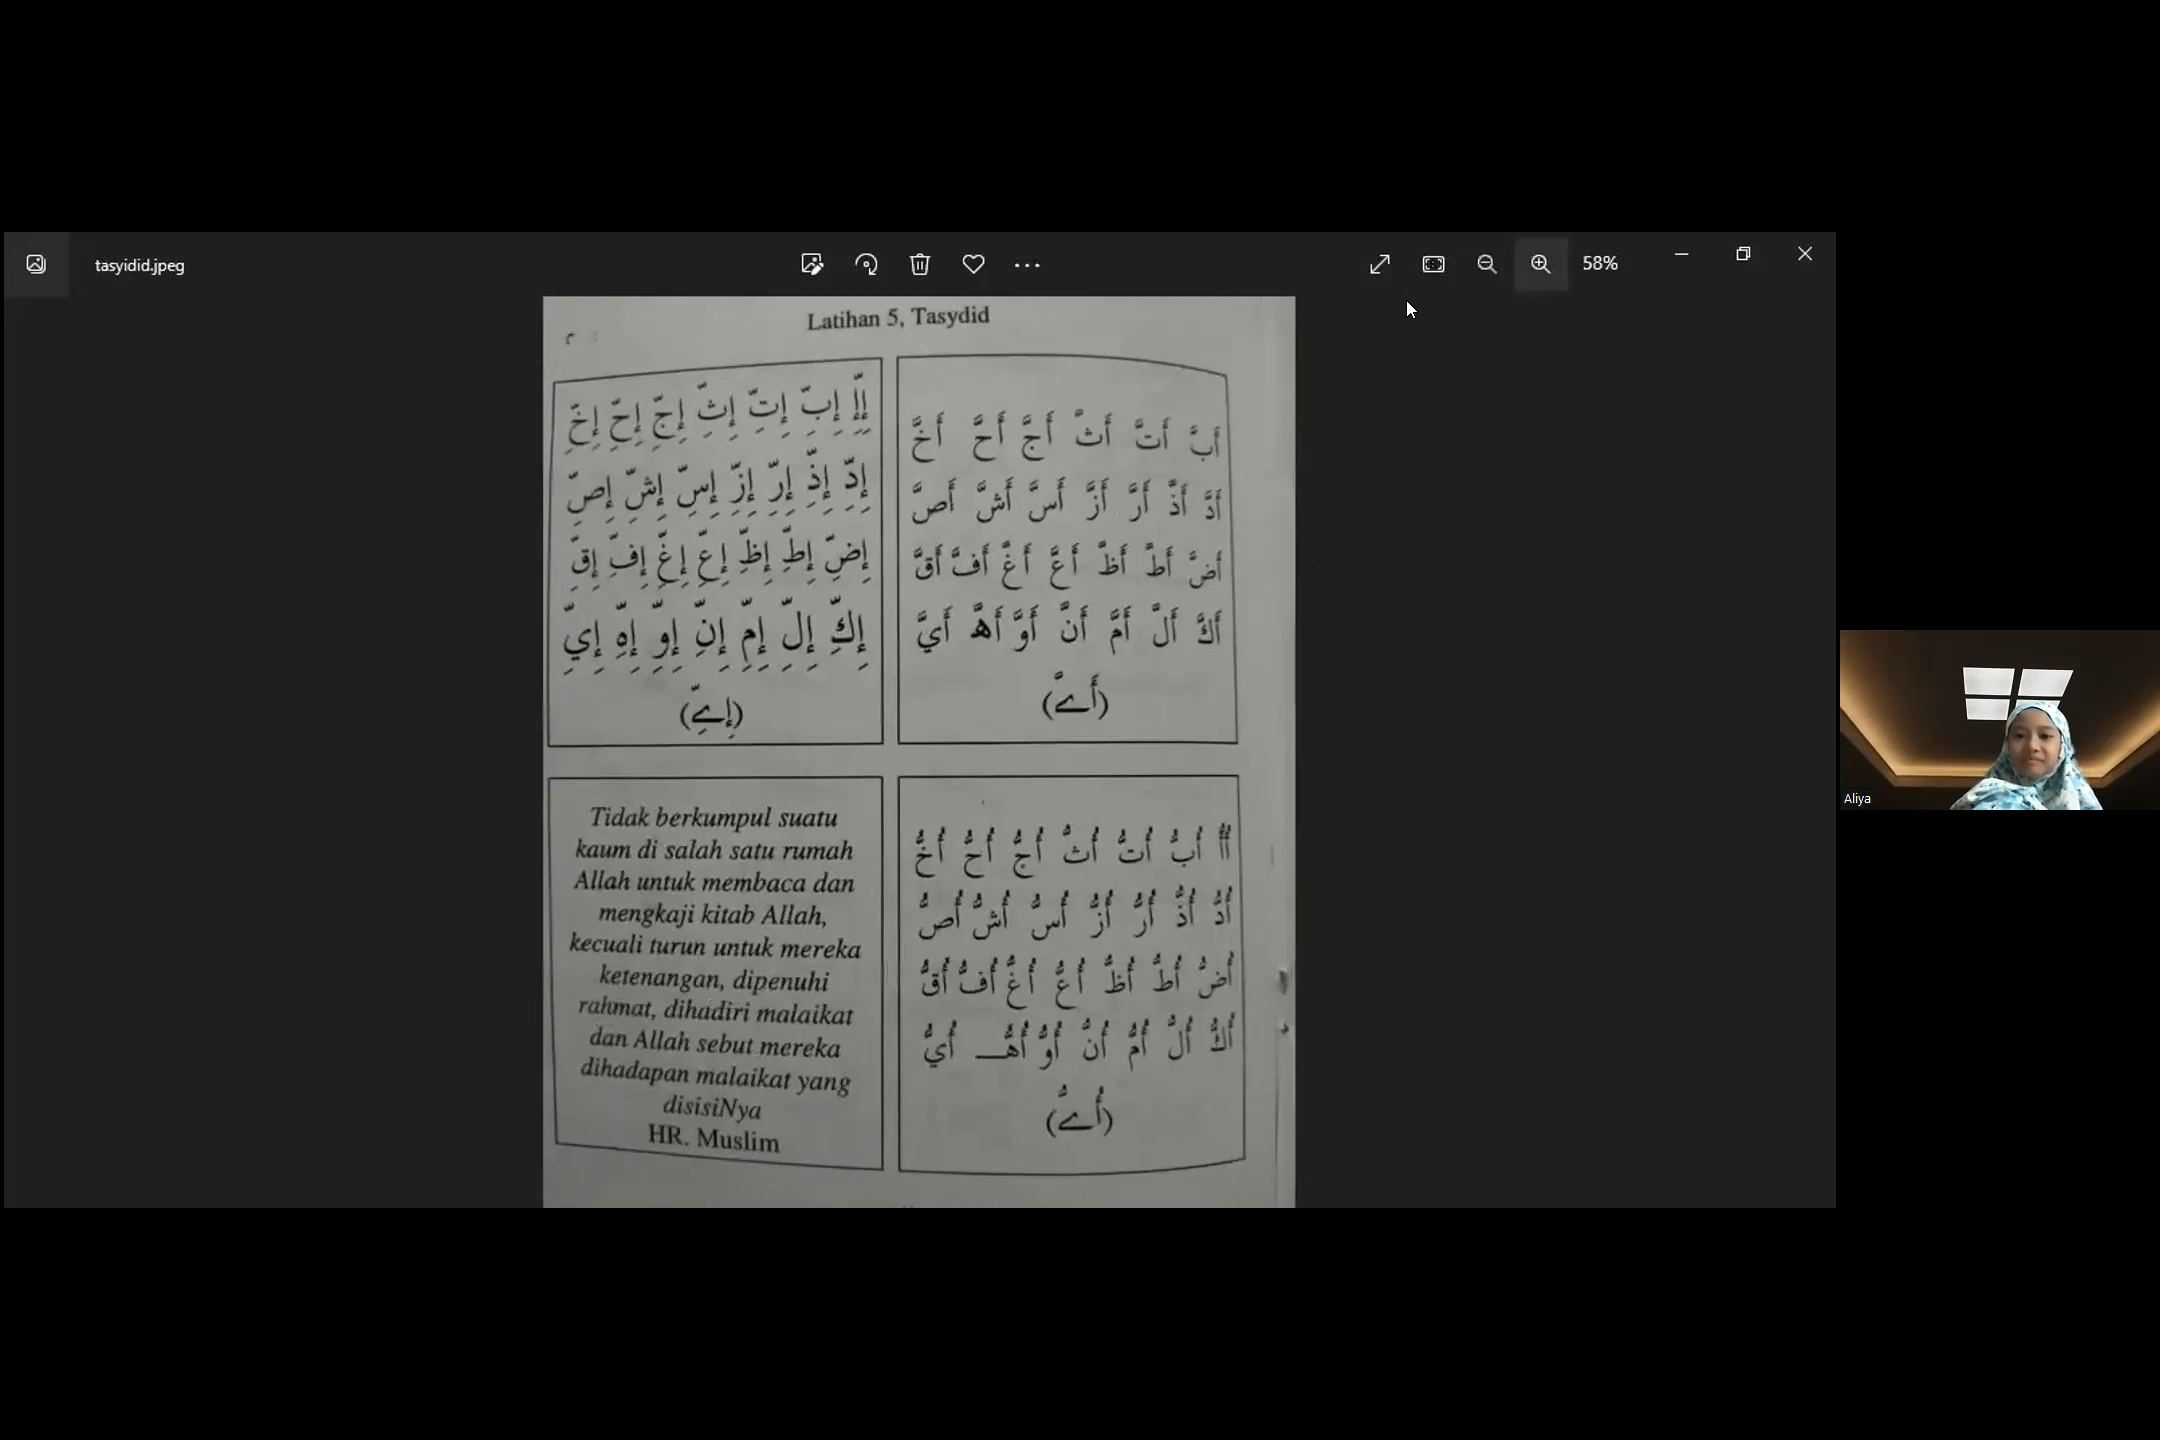 tasyidid.jpeg
58%
Latihan 5, Tasydid
أَبَّ أَتَّ أَثَّ أَجَّ أَحَّ أَخَّ
أَدَّ أَذَّ أَرَّ أَزَّ أَسَّ أَشَّ أَصَّ
أَضَّ أَطَّ أَظَّ أَعَّ أَغَّ أَفَّ أَقَّ
أَكَّ أَلَّ أَمَّ أَنَّ أَوَّ أَهَّ أَيَّ
(أَےَّ)
إِإِّ إِبِّ إِتِّ إِثِّ إِجِّ إِحِّ إِخِّ
إِدِّ إِذِّ إِرِّ إِزِّ إِسِّ إِشِّ إِصِّ
إِضِّ إِطِّ إِظِّ إِعِّ إِغِّ إِفِّ إِقِّ
إِكِّ إِلِّ إِمِّ إِنِّ إِوِّ إِهِّ إِيِّ
(إِےِّ)
أُأُّ أُبُّ أُتُّ أُثُّ أُجُّ أُحُّ أُخُّ
أُدُّ أُذُّ أُرُّ أُزُّ أُسُّ أُشُّ أُصُّ
أُضُّ أُطُّ أُظُّ أُعُّ أُغُّ أُفُّ أُقُّ
أُكُّ أُلُّ أُمُّ أُنُّ أُوُّ أُهُّـ أُيُّ
(أُےُّ)
Tidak berkumpul suatu
kaum di salah satu rumah
Allah untuk membaca dan
mengkaji kitab Allah,
kecuali turun untuk mereka
ketenangan, dipenuhi
rahmat, dihadiri malaikat
dan Allah sebut mereka
dihadapan malaikat yang
disisiNya
HR. Muslim
Aliya